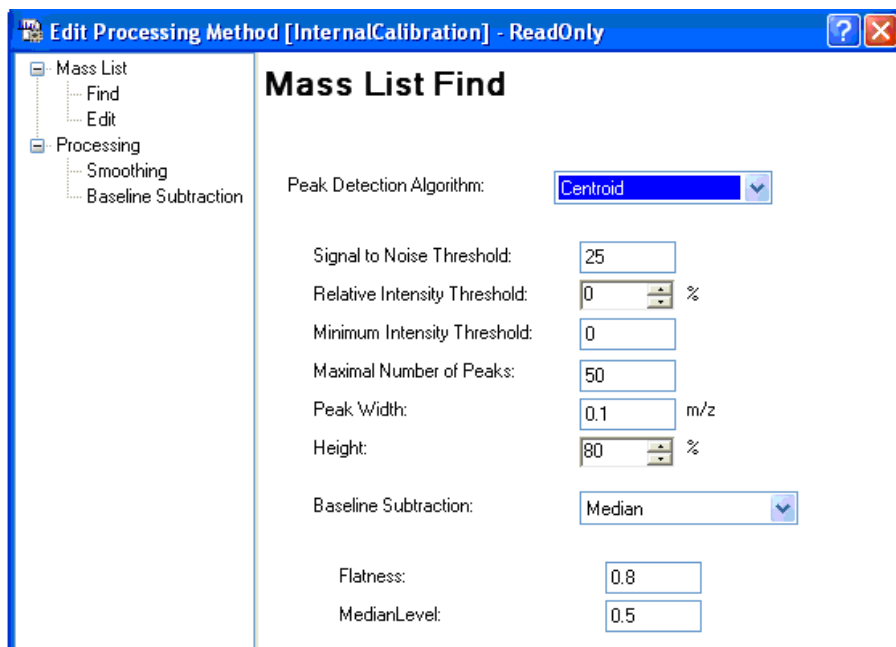 Edit Processing Method [InternalCalibration] - ReadOnly
Mass List
Find
Edit
Processing
Smoothing
Baseline Subtraction
Mass List Find
Peak Detection Algorithm: Centroid
Signal to Noise Threshold: 25
Relative Intensity Threshold: 0 %
Minimum Intensity Threshold: 0
Maximal Number of Peaks: 50
Peak Width: 0.1 m/z
Height: 80 %
Baseline Subtraction: Median
Flatness: 0.8
MedianLevel: 0.5